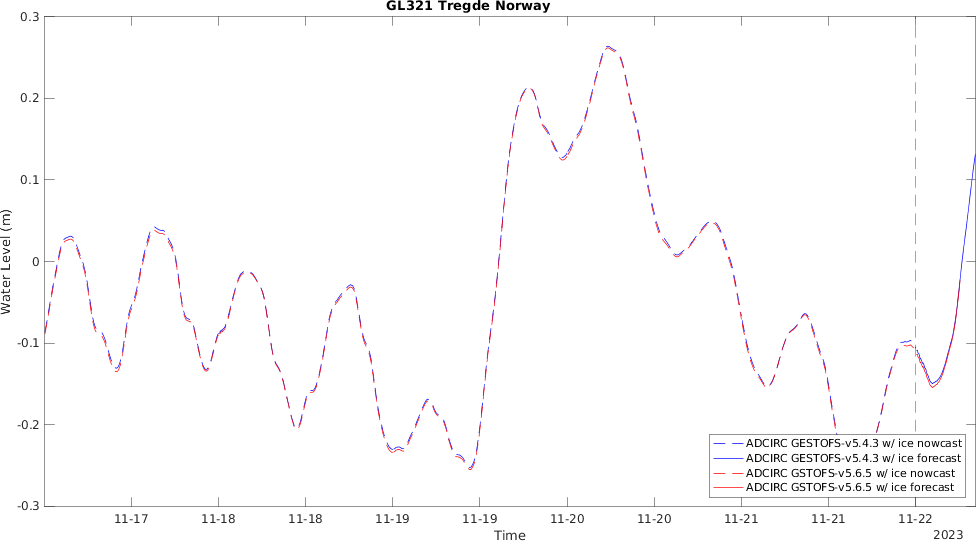 GL321 Tregde Norway
0.3
0.2
0.1
0
-0.1
-0.2
-0.3
Water Level (m)
ADCIRC GESTOFS-v5.4.3 w/ ice nowcast
ADCIRC GESTOFS-v5.4.3 w/ ice forecast
ADCIRC GSTOFS-v5.6.5 w/ ice nowcast
ADCIRC GSTOFS-v5.6.5 w/ ice forecast
11-17 11-18 11-18 11-19 11-19 11-20 11-20 11-21 11-21 11-22
Time
2023